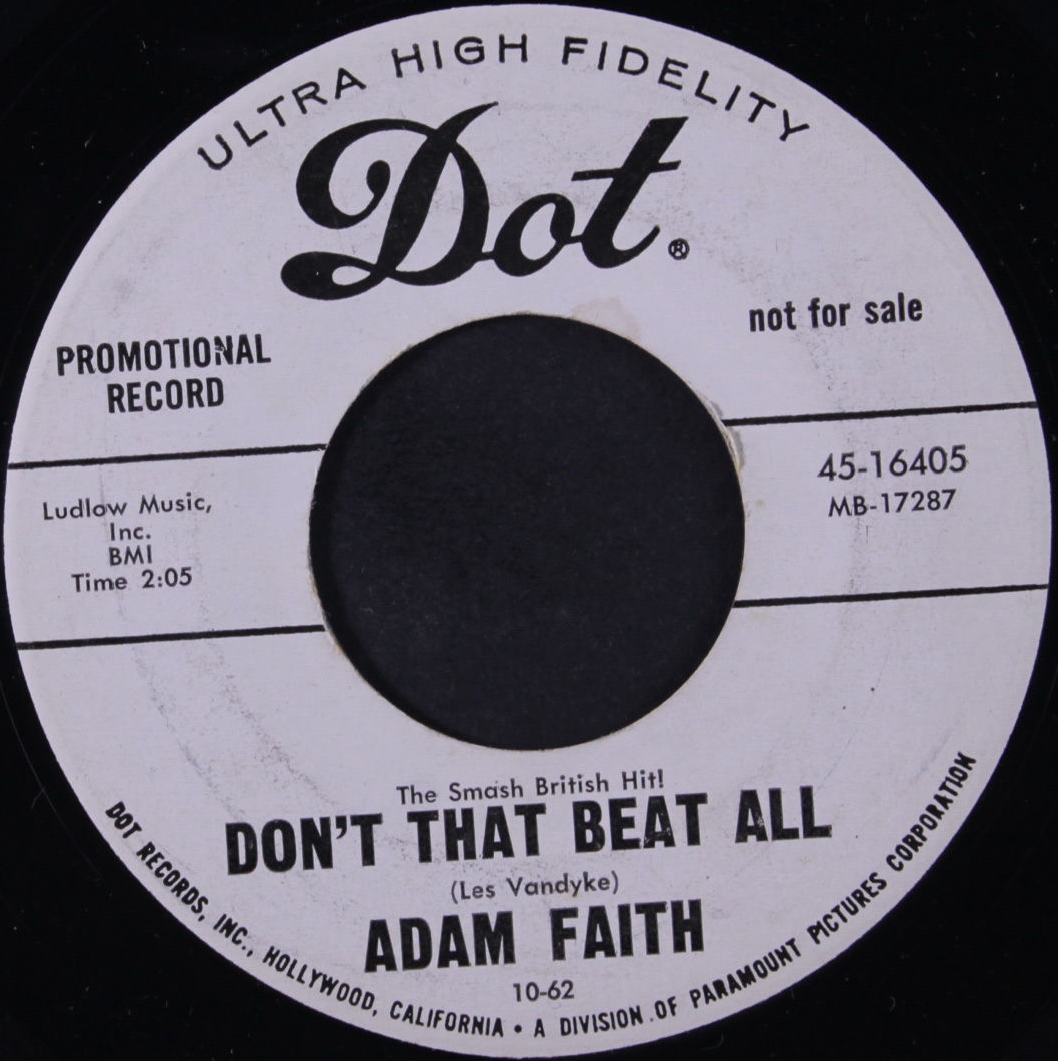 ULTRA HIGH FIDELITY
Dot®
not for sale
PROMOTIONAL
RECORD
45-16405
MB-17287
Ludlow Music,
Inc.
BMI
Time 2:05
The Smash British Hit!
DON'T THAT BEAT ALL
(Les Vandyke)
ADAM FAITH
10-62
DOT RECORDS, INC., HOLLYWOOD, CALIFORNIA • A DIVISION OF PARAMOUNT PICTURES CORPORATION